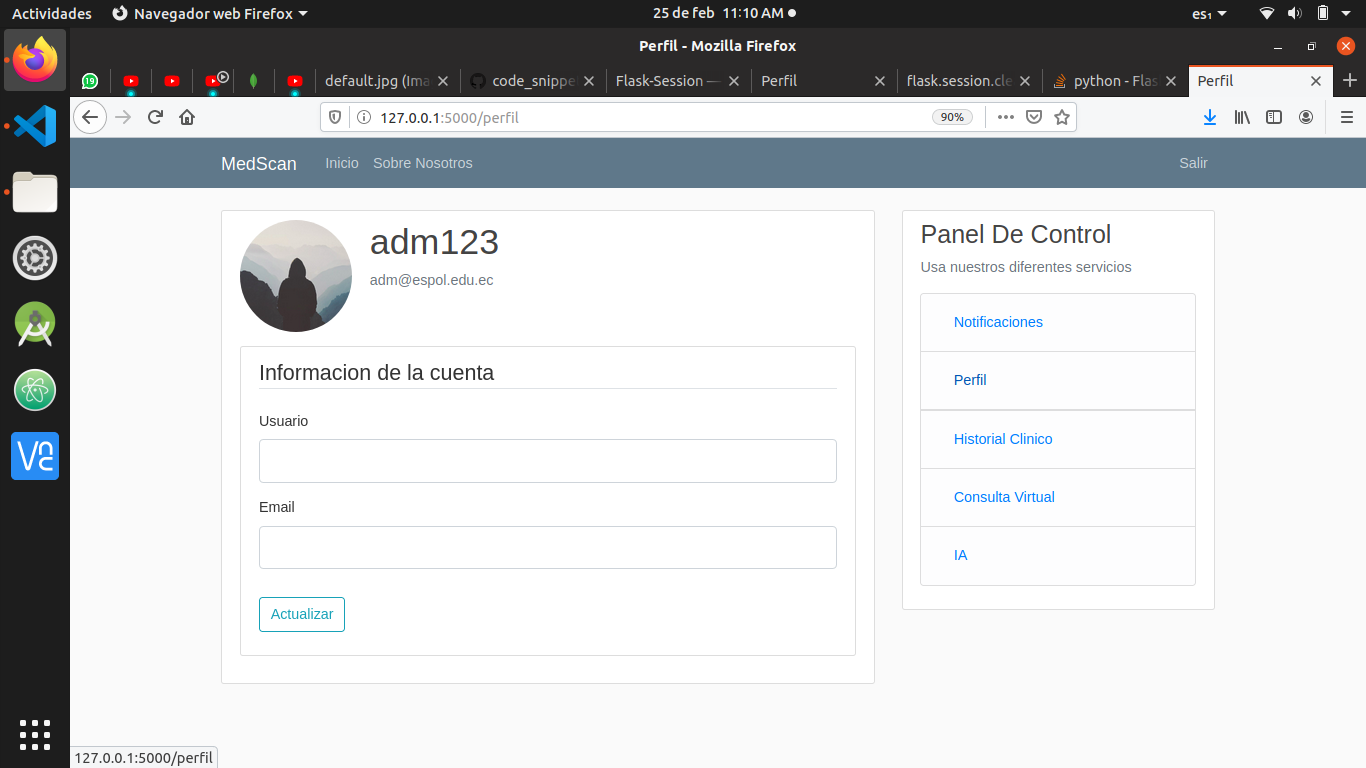 Actividades Navegador web Firefox 25 de feb 11:10 AM es₁
Perfil - Mozilla Firefox
19 default.jpg (Ima code_snippe Flask-Session — Perfil flask.session.cle python - Flas Perfil
127.0.0.1:5000/perfil 90%
MedScan Inicio Sobre Nosotros Salir
adm123
adm@espol.edu.ec
Informacion de la cuenta
Usuario
Email
Actualizar
Panel De Control
Usa nuestros diferentes servicios
Notificaciones
Perfil
Historial Clinico
Consulta Virtual
IA
127.0.0.1:5000/perfil